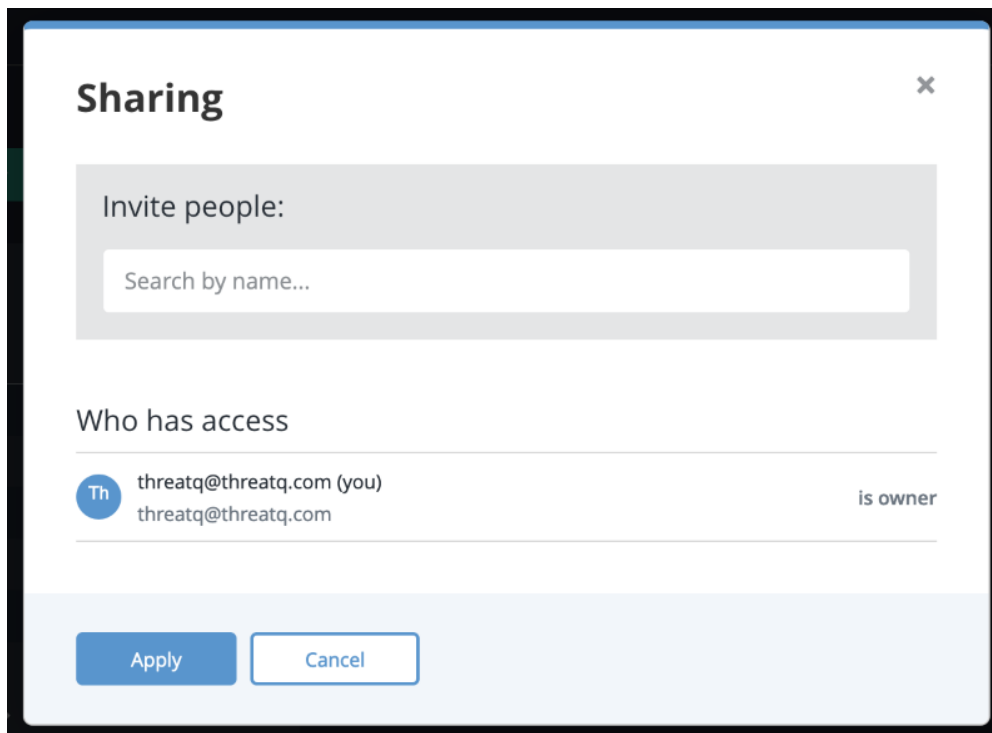 Sharing
×
Invite people:
Search by name...
Who has access
Th
threatq@threatq.com (you)
threatq@threatq.com
is owner
Apply
Cancel